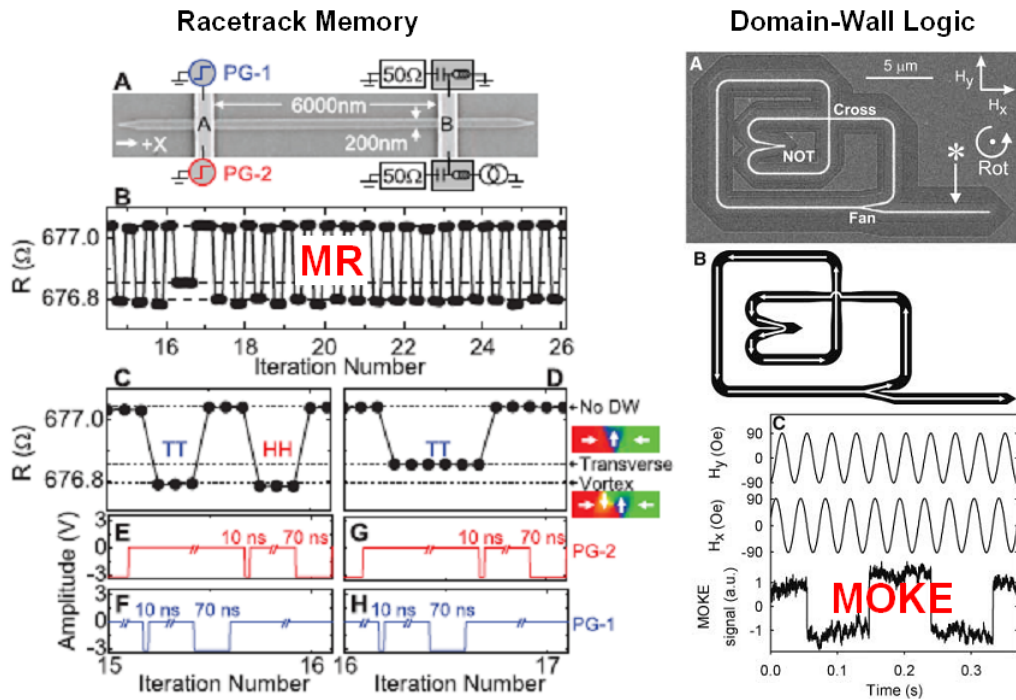 Racetrack Memory
A
PG-1
50Ω
6000nm
A
B
200nm
+X
PG-2
50Ω
B
R (Ω)
677.0
676.8
MR
16 18 20 22 24 26
Iteration Number
C
D
R (Ω)
677.0
676.8
TT
HH
TT
No DW
Transverse
Vortex
Amplitude (V)
3
0
-3
E
10 ns 70 ns
G
10 ns 70 ns
PG-2
3
0
-3
F
10 ns 70 ns
H
10 ns 70 ns
PG-1
15 16
Iteration Number
16 17
Iteration Number
Domain-Wall Logic
A
5 µm
Hy
Hx
Cross
NOT
*
Rot
Fan
B
C
Hy (Oe)
90
0
-90
Hx (Oe)
90
0
-90
MOKE
signal (a.u.)
1
-1
MOKE
0.0 0.1 0.2 0.3
Time (s)